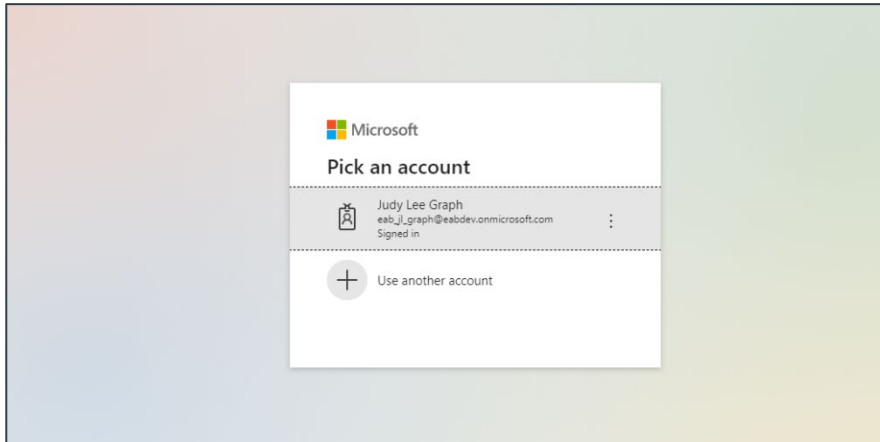 Microsoft
Pick an account
Judy Lee Graph
eab_jl_graph@eabdev.onmicrosoft.com
Signed in
Use another account